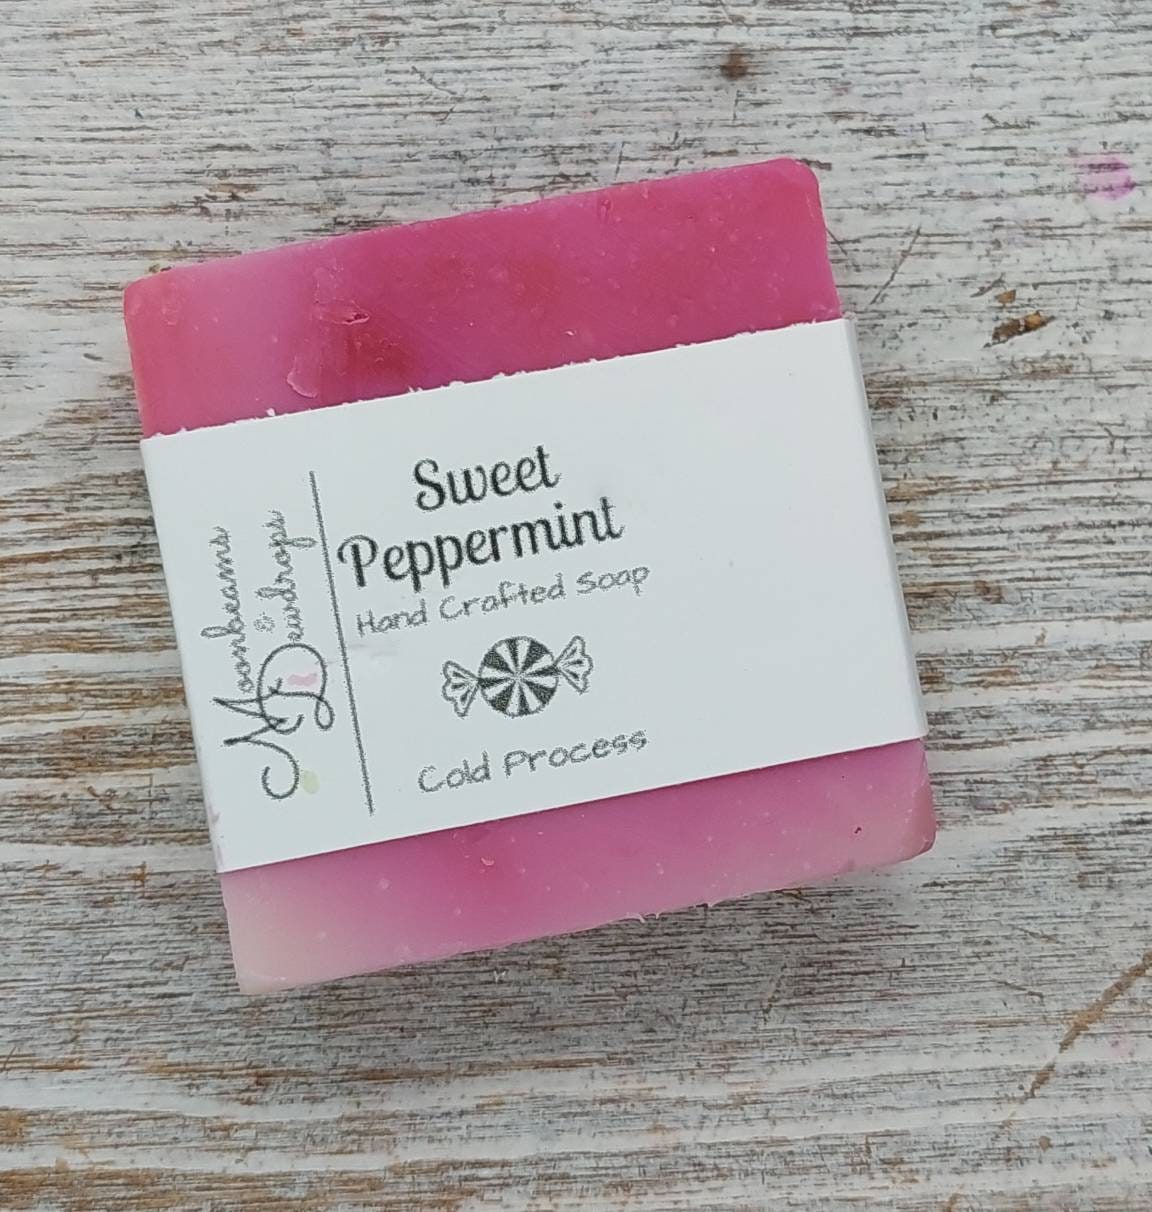 Moonbeams
&
Dewdrops
Sweet
Peppermint
Hand Crafted Soap
Cold Process